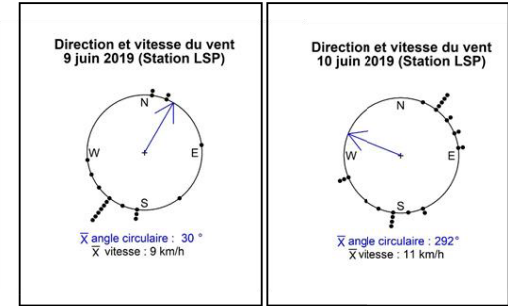 Direction et vitesse du vent
9 juin 2019 (Station LSP)
N
W
E
S
X̅ angle circulaire : 30 °
X̅ vitesse : 9 km/h
Direction et vitesse du vent
10 juin 2019 (Station LSP)
N
W
E
S
X̅ angle circulaire : 292°
X̅ vitesse : 11 km/h